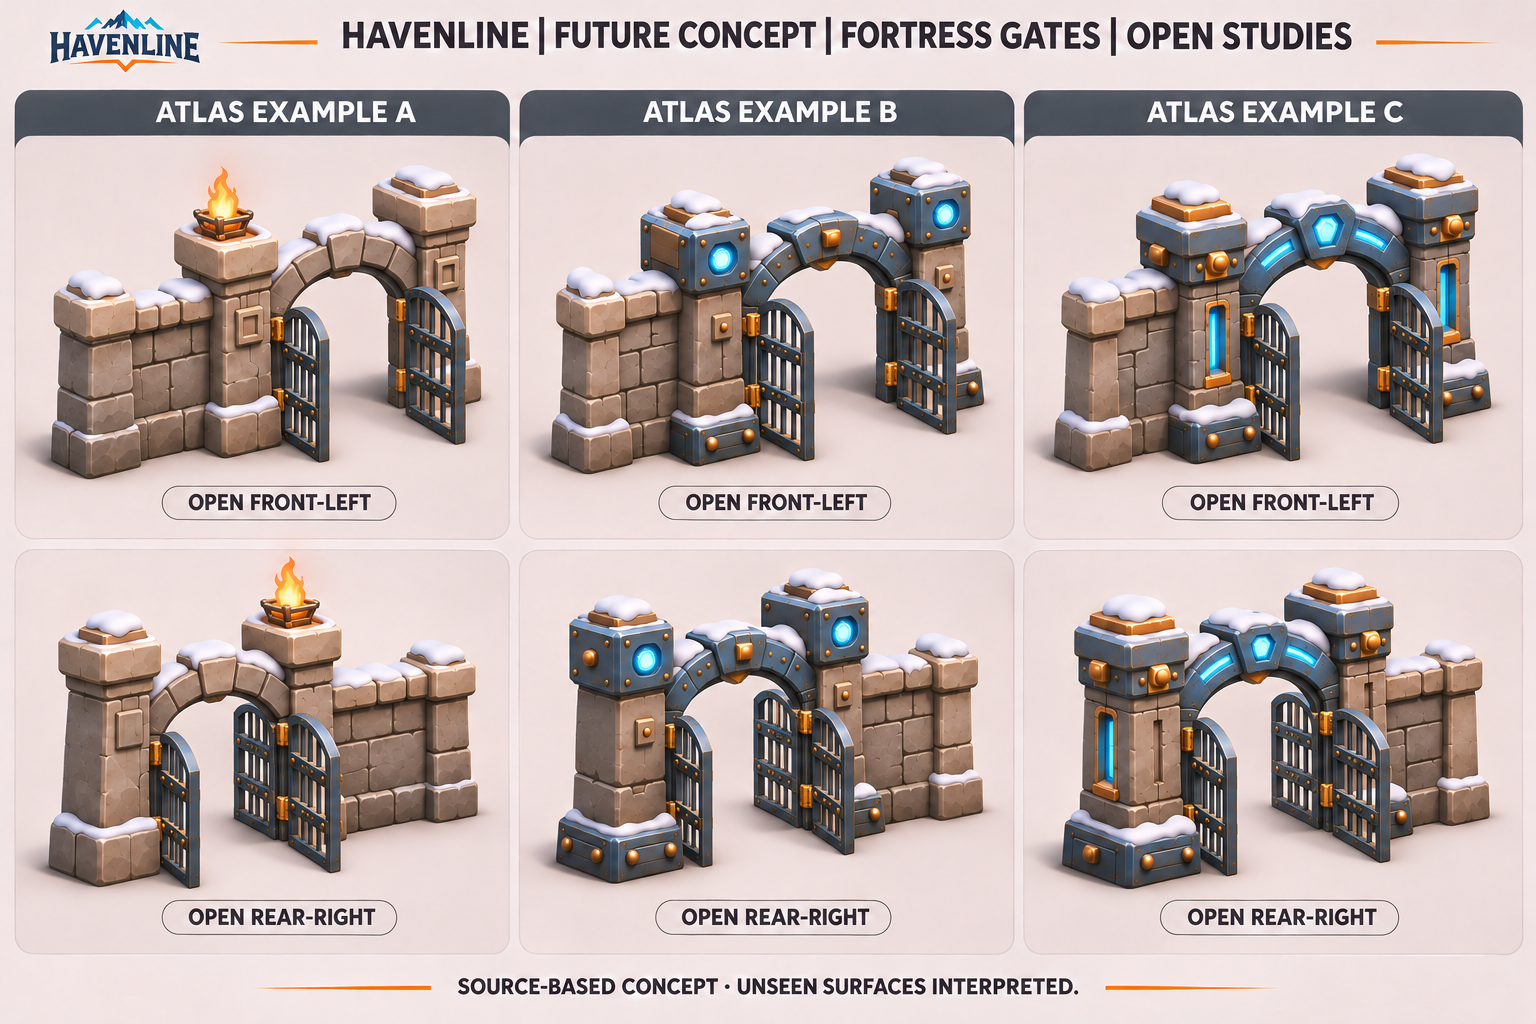 HAVENLINE
HAVENLINE | FUTURE CONCEPT | FORTRESS GATES | OPEN STUDIES
ATLAS EXAMPLE A
ATLAS EXAMPLE B
ATLAS EXAMPLE C
OPEN FRONT-LEFT
OPEN FRONT-LEFT
OPEN FRONT-LEFT
OPEN REAR-RIGHT
OPEN REAR-RIGHT
OPEN REAR-RIGHT
SOURCE-BASED CONCEPT · UNSEEN SURFACES INTERPRETED.